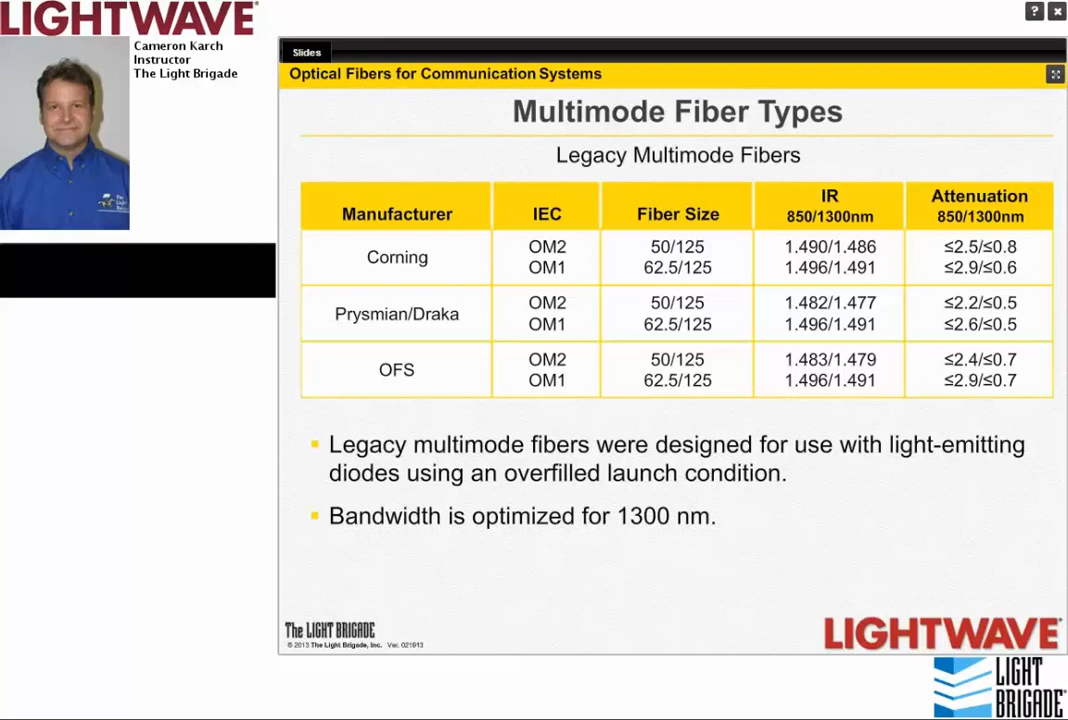 LIGHTWAVE
Cameron Karch
Instructor
The Light Brigade
?
Slides
Optical Fibers for Communication Systems
Multimode Fiber Types
Legacy Multimode Fibers
Manufacturer IEC Fiber Size IR 850/1300nm Attenuation 850/1300nm
Corning
OM2 50/125 1.490/1.486 ≤2.5/≤0.8
OM1 62.5/125 1.496/1.491 ≤2.9/≤0.6
Prysmian/Draka
OM2 50/125 1.482/1.477 ≤2.2/≤0.5
OM1 62.5/125 1.496/1.491 ≤2.6/≤0.5
OFS
OM2 50/125 1.483/1.479 ≤2.4/≤0.7
OM1 62.5/125 1.496/1.491 ≤2.9/≤0.7
Legacy multimode fibers were designed for use with light-emitting
diodes using an overfilled launch condition.
Bandwidth is optimized for 1300 nm.
The LIGHT BRIGADE
© 2013 The Light Brigade, Inc. Ver. 021913
LIGHTWAVE
LIGHT
BRIGADE